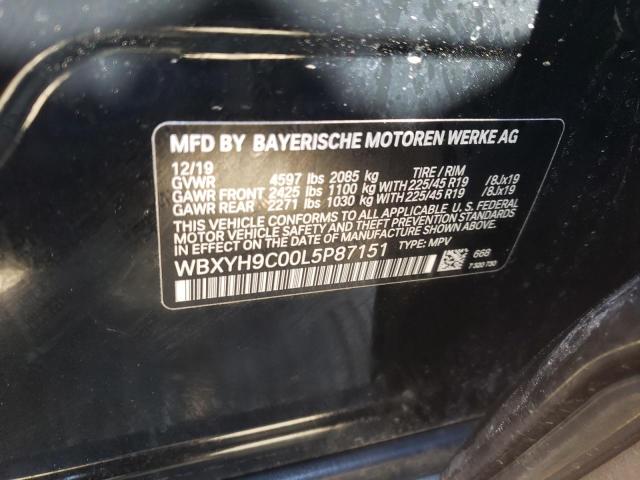 MFD BY BAYERISCHE MOTOREN WERKE AG
12/19 TIRE / RIM
GVWR 4597 lbs 2085 kg
GAWR FRONT 2425 lbs 1100 kg WITH 225/45 R19 /8Jx19
GAWR REAR 2271 lbs 1030 kg WITH 225/45 R19 /8Jx19
THIS VEHICLE CONFORMS TO ALL APPLICABLE U.S. FEDERAL
MOTOR VEHICLE SAFETY AND THEFT PREVENTION STANDARDS
IN EFFECT ON THE DATE OF MANUFACTURE SHOWN ABOVE.
WBXYH9C00L5P87151 TYPE: MPV
668
7 300 730